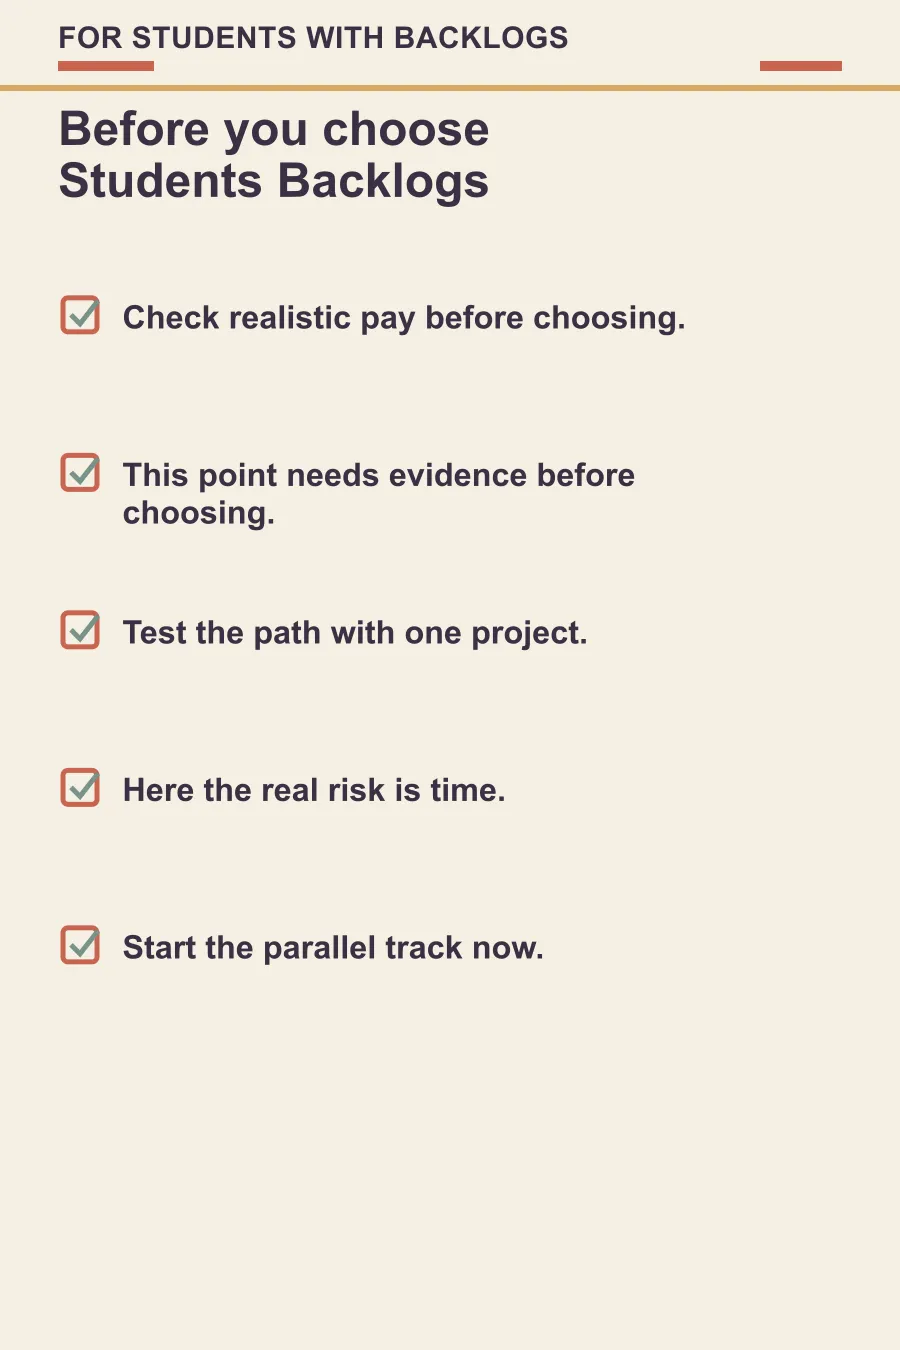 FOR STUDENTS WITH BACKLOGS
Before you choose
Students Backlogs
Check realistic pay before choosing.
This point needs evidence before
choosing.
Test the path with one project.
Here the real risk is time.
Start the parallel track now.